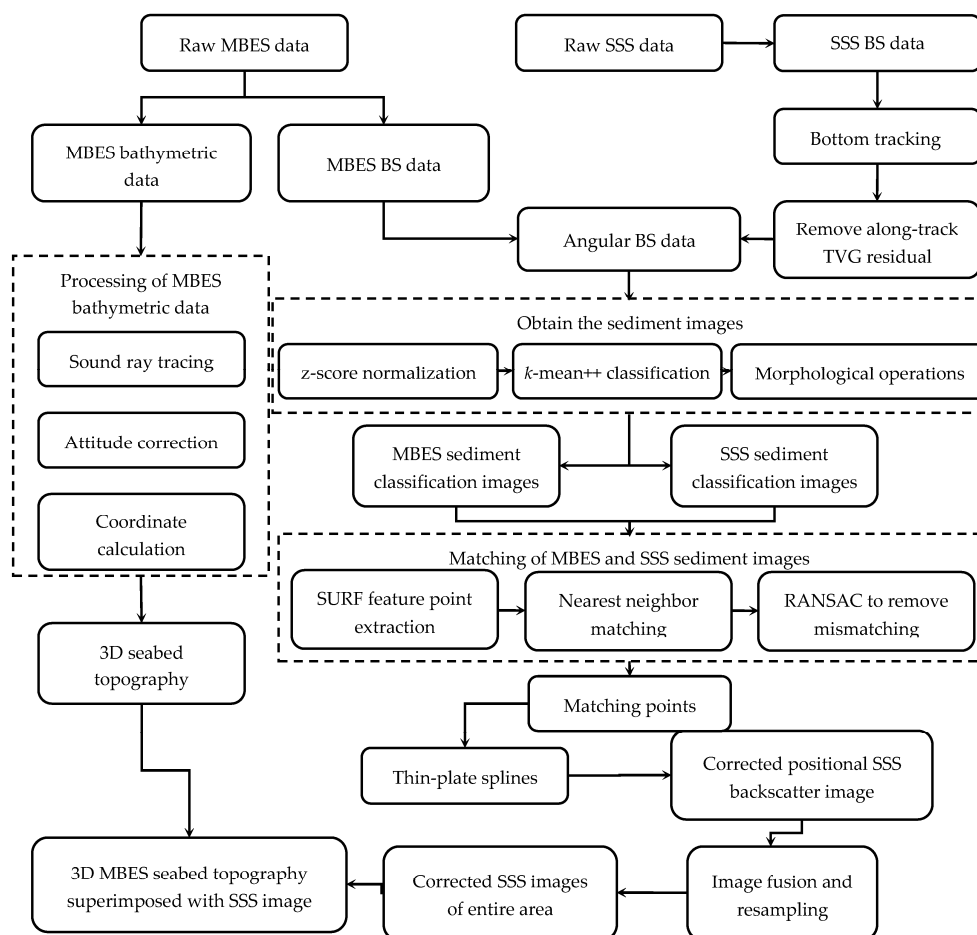 Raw MBES data
Raw SSS data
SSS BS data
MBES bathymetric
data
MBES BS data
Bottom tracking
Angular BS data
Remove along-track
TVG residual
Processing of MBES
bathymetric data
Sound ray tracing
Attitude correction
Coordinate
calculation
Obtain the sediment images
z-score normalization
k-mean++ classification
Morphological operations
MBES sediment
classification images
SSS sediment
classification images
Matching of MBES and SSS sediment images
SURF feature point
extraction
Nearest neighbor
matching
RANSAC to remove
mismatching
3D seabed
topography
Matching points
Thin-plate splines
Corrected positional SSS
backscatter image
3D MBES seabed topography
superimposed with SSS image
Corrected SSS images
of entire area
Image fusion and
resampling